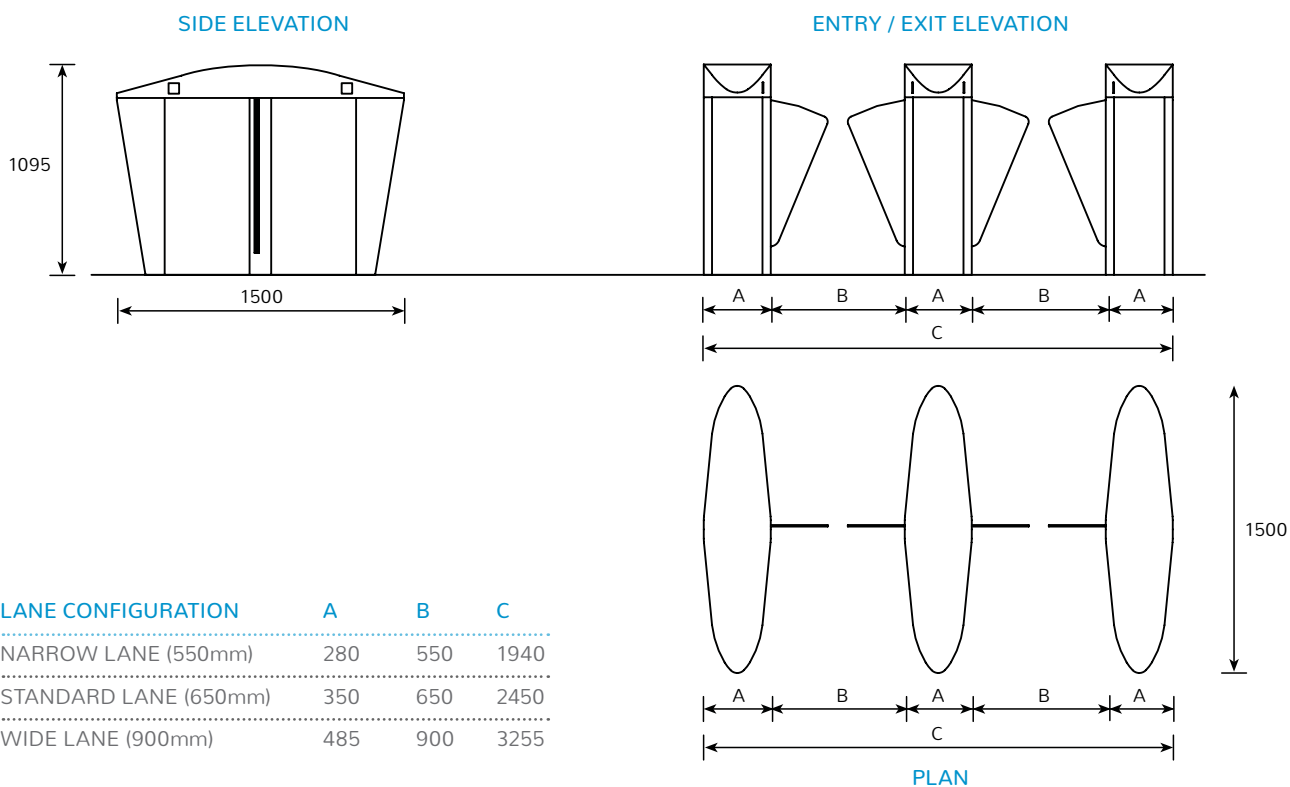 SIDE ELEVATION
ENTRY / EXIT ELEVATION
1095
1500
A B A B A
C
1500
LANE CONFIGURATION A B C
NARROW LANE (550mm) 280 550 1940
STANDARD LANE (650mm) 350 650 2450
WIDE LANE (900mm) 485 900 3255
A B A B A
C
PLAN